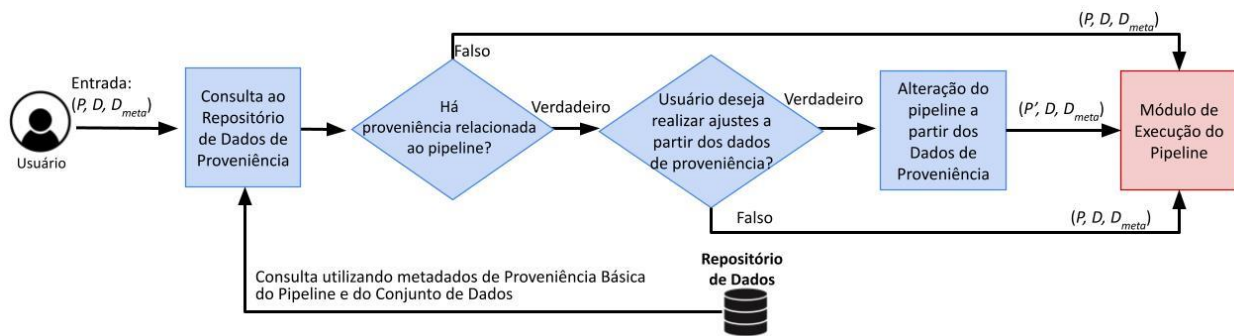 (P, D, D_meta)
Falso
Entrada:
(P, D, D_meta)
Usuário
Consulta ao
Repositório
de Dados de
Proveniência
Há
proveniência relacionada
ao pipeline?
Verdadeiro
Usuário deseja
realizar ajustes a
partir dos dados
de proveniência?
Verdadeiro
Alteração do
pipeline a
partir dos
Dados de
Proveniência
(P', D, D_meta)
Módulo de
Execução do
Pipeline
Falso
(P, D, D_meta)
Consulta utilizando metadados de Proveniência Básica
do Pipeline e do Conjunto de Dados
Repositório
de Dados